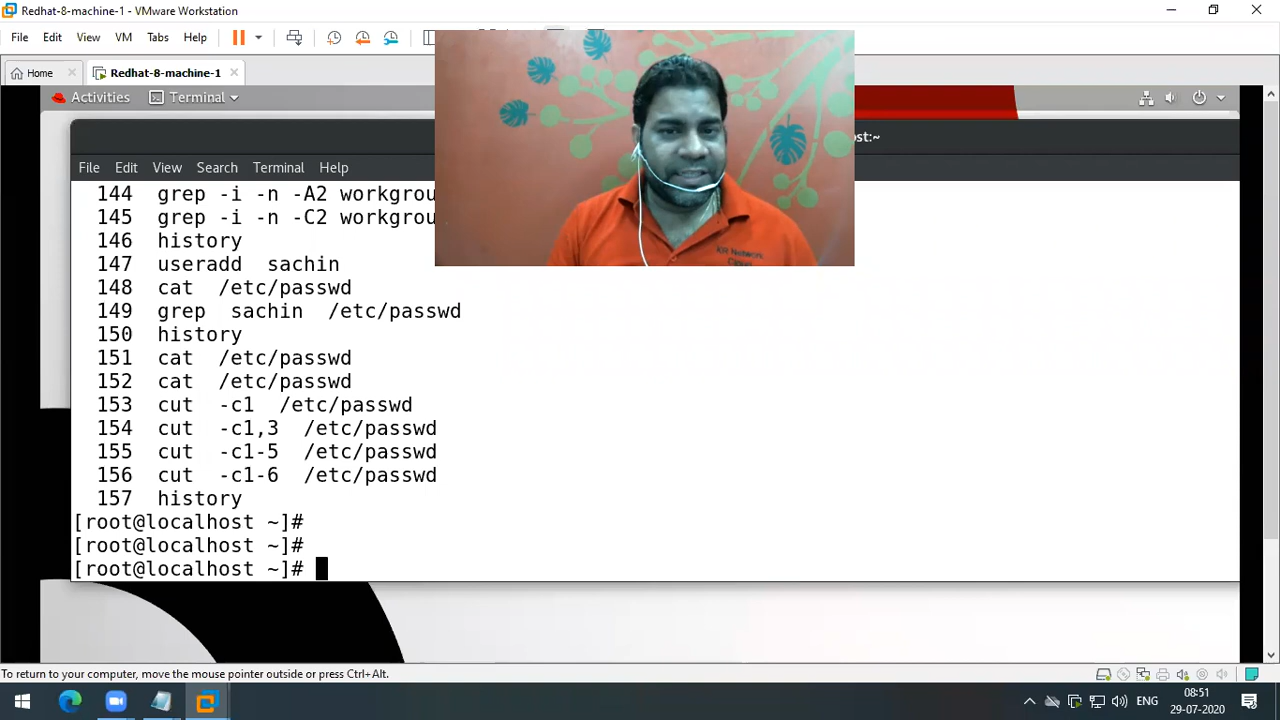 Redhat-8-machine-1 - VMware Workstation
File Edit View VM Tabs Help
Home Redhat-8-machine-1
Activities Terminal
ost:~
File Edit View Search Terminal Help
144 grep -i -n -A2 workgrou
145 grep -i -n -C2 workgrou
146 history
147 useradd sachin
148 cat /etc/passwd
149 grep sachin /etc/passwd
150 history
151 cat /etc/passwd
152 cat /etc/passwd
153 cut -c1 /etc/passwd
154 cut -c1,3 /etc/passwd
155 cut -c1-5 /etc/passwd
156 cut -c1-6 /etc/passwd
157 history
[root@localhost ~]#
[root@localhost ~]#
[root@localhost ~]#
KR Network
Cloud
To return to your computer, move the mouse pointer outside or press Ctrl+Alt.
ENG
08:51
29-07-2020